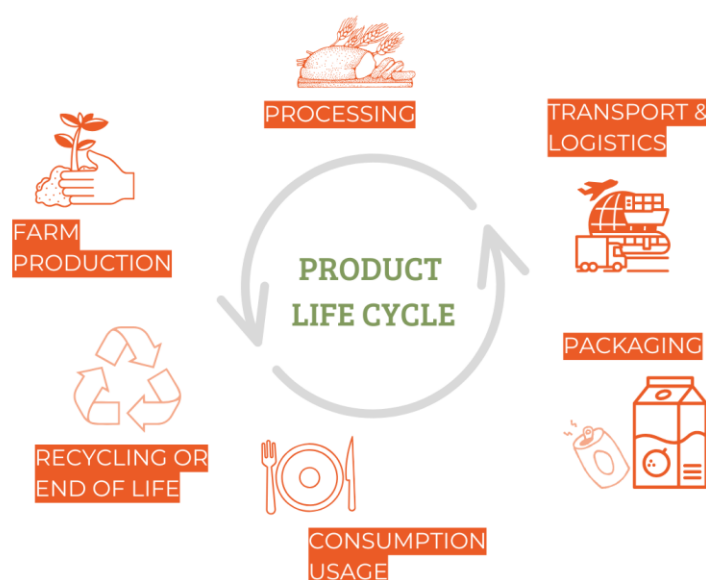 PROCESSING
TRANSPORT &
LOGISTICS
FARM
PRODUCTION
PRODUCT
LIFE CYCLE
PACKAGING
RECYCLING OR
END OF LIFE
CONSUMPTION
USAGE